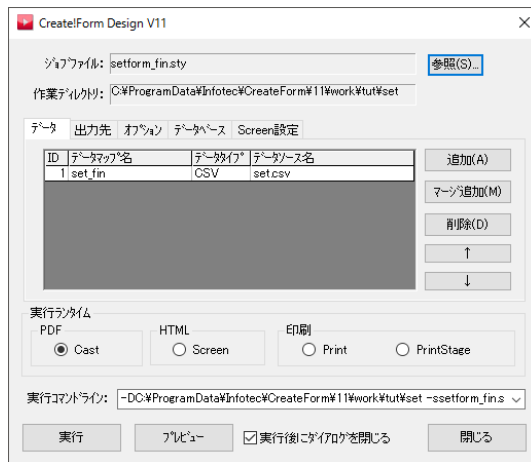 Create!Form Design V11
ｼﾞｮﾌﾞﾌｧｲﾙ: setform_fin.sty 参照(S)...
作業ﾃﾞｨﾚｸﾄﾘ: C:¥ProgramData¥Infotec¥CreateForm¥11¥work¥tut¥set
ﾃﾞｰﾀ 出力先 ｵﾌﾟｼｮﾝ ﾃﾞｰﾀﾍﾞｰｽ Screen設定
ID ﾃﾞｰﾀﾏｯﾌﾟ名 ﾃﾞｰﾀﾀｲﾌﾟ ﾃﾞｰﾀｿｰｽ名
1 set_fin CSV set.csv
追加(A)
ﾏｰｼﾞ追加(M)
削除(D)
↑
↓
実行ﾗﾝﾀｲﾑ
PDF HTML 印刷
Cast Screen Print PrintStage
実行ｺﾏﾝﾄﾞﾗｲﾝ: -DC:¥ProgramData¥Infotec¥CreateForm¥11¥work¥tut¥set -ssetform_fin.s
実行 ﾌﾟﾚﾋﾞｭｰ 実行後にﾀﾞｲｱﾛｸﾞを閉じる 閉じる